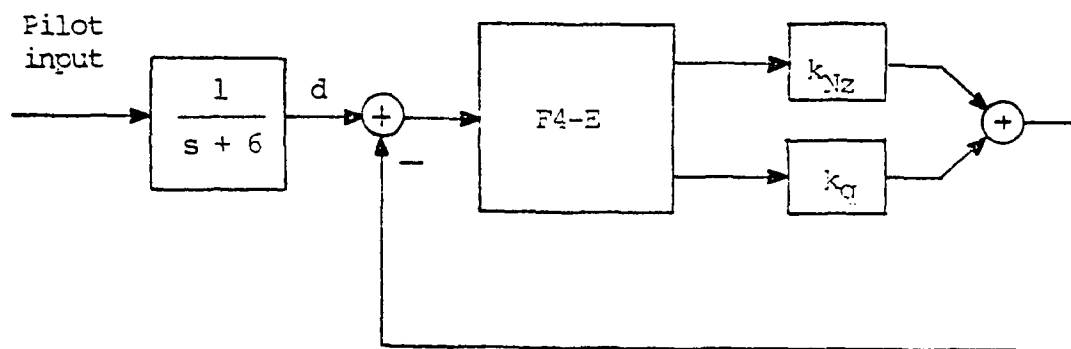 Pilot
input
1
s + 6
d
+
−
F4-E
k_Nz
k_q
+